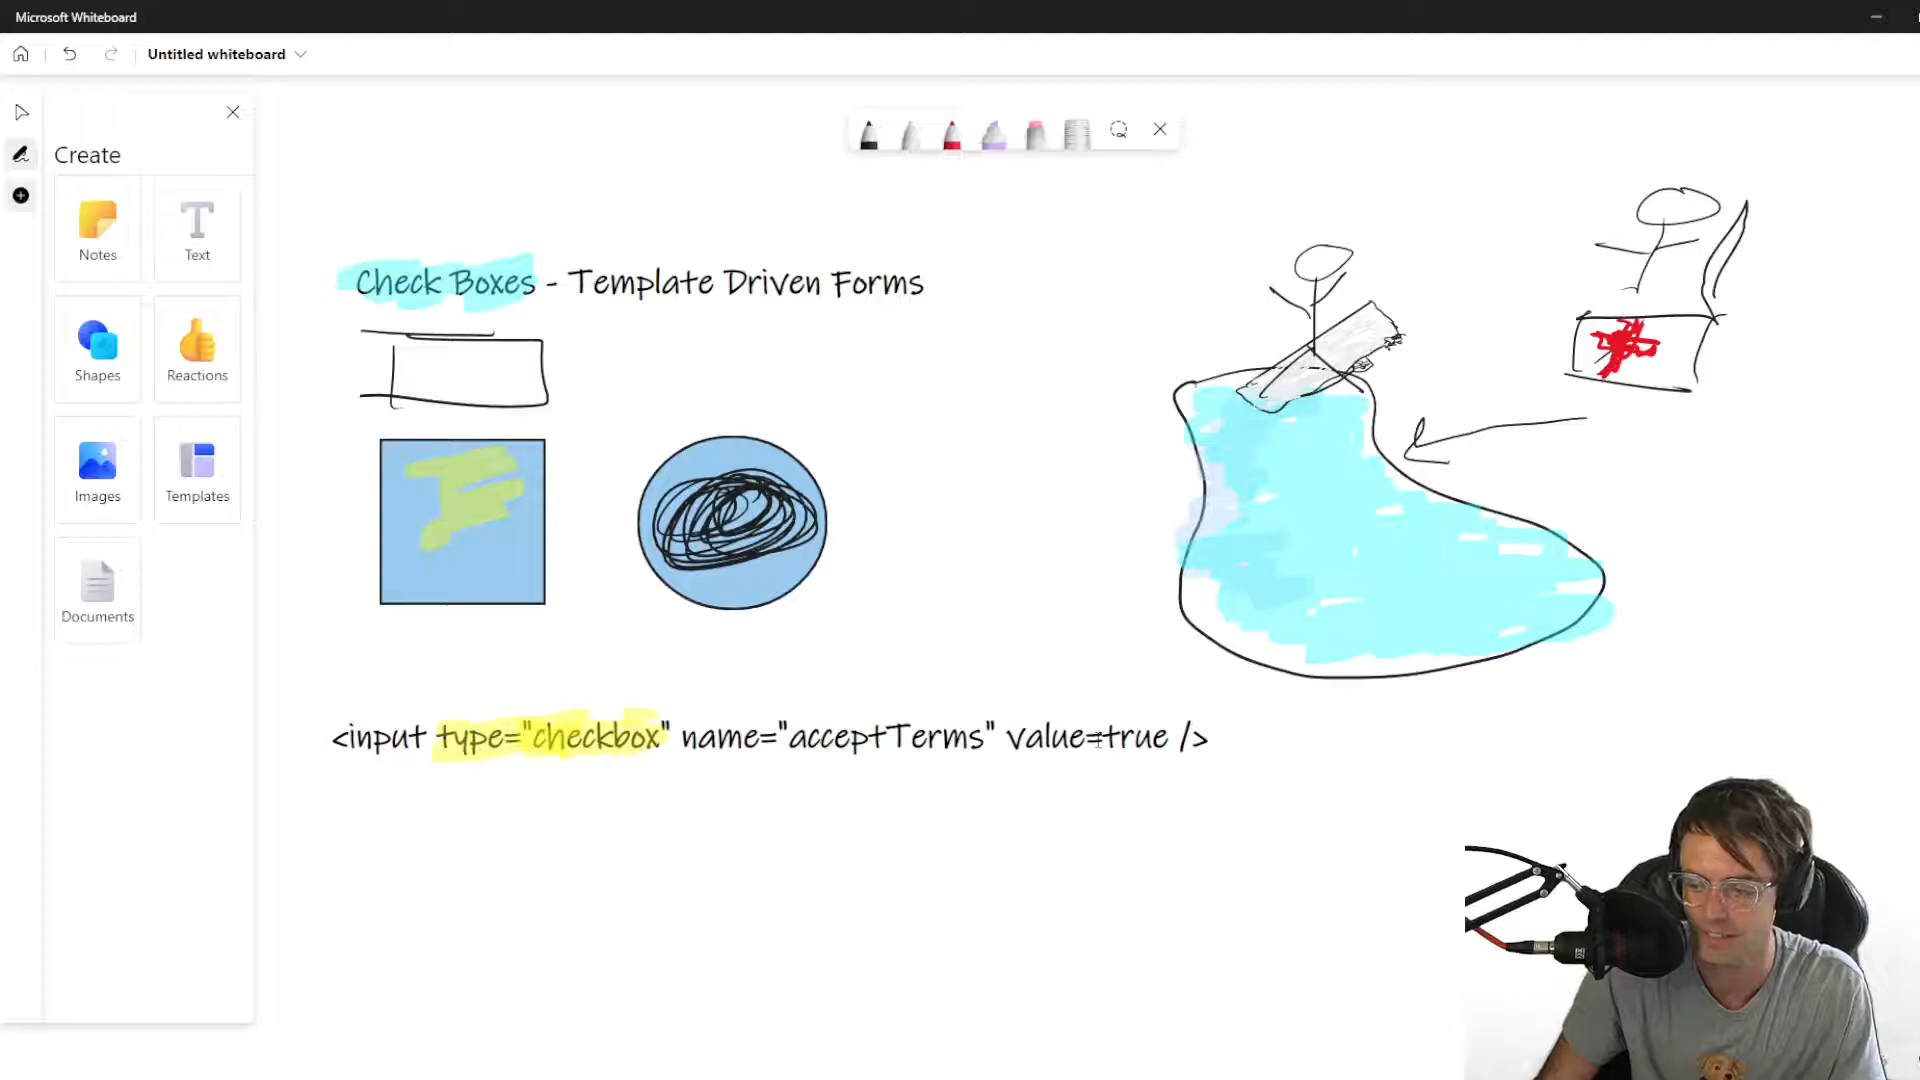 Microsoft Whiteboard
Untitled whiteboard
Create
Notes
Text
Shapes
Reactions
Images
Templates
Documents
Check Boxes - Template Driven Forms
<input type="checkbox" name="acceptTerms" value=true />